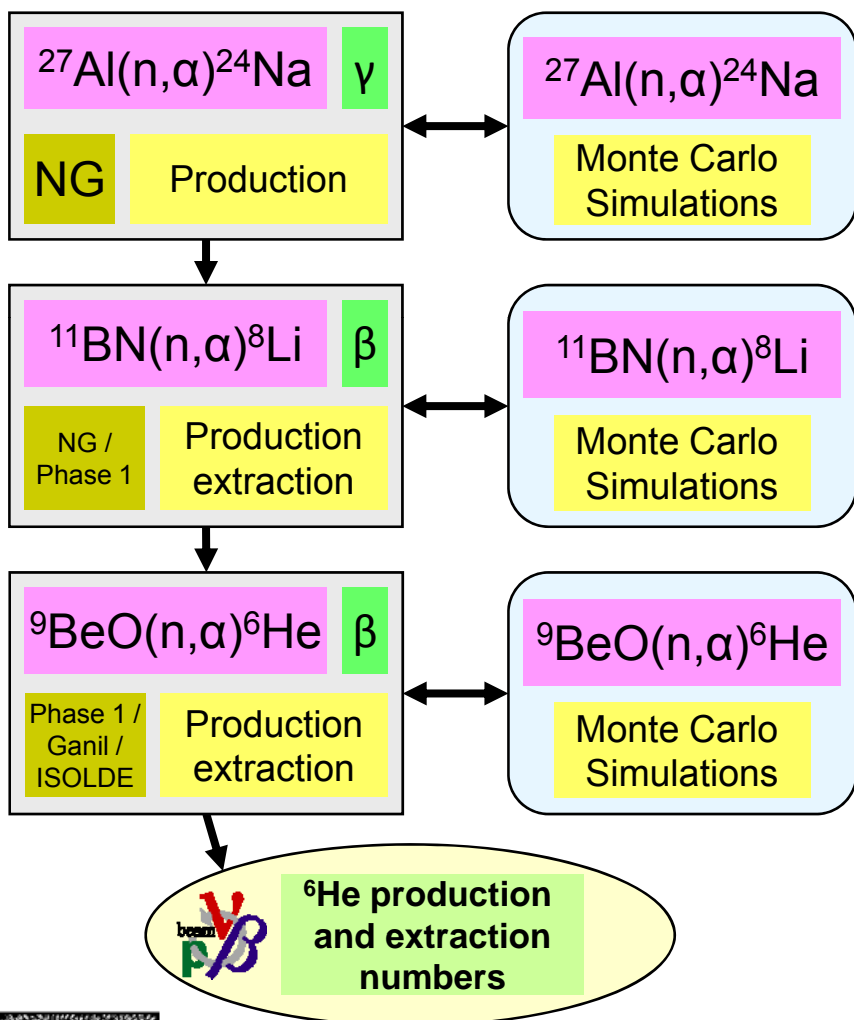 ²⁷Al(n,α)²⁴Na γ
NG Production
²⁷Al(n,α)²⁴Na
Monte Carlo
Simulations
¹¹BN(n,α)⁸Li β
NG /
Phase 1
Production
extraction
¹¹BN(n,α)⁸Li
Monte Carlo
Simulations
⁹BeO(n,α)⁶He β
Phase 1 /
Ganil /
ISOLDE
Production
extraction
⁹BeO(n,α)⁶He
Monte Carlo
Simulations
beam
⁶He production
and extraction
numbers